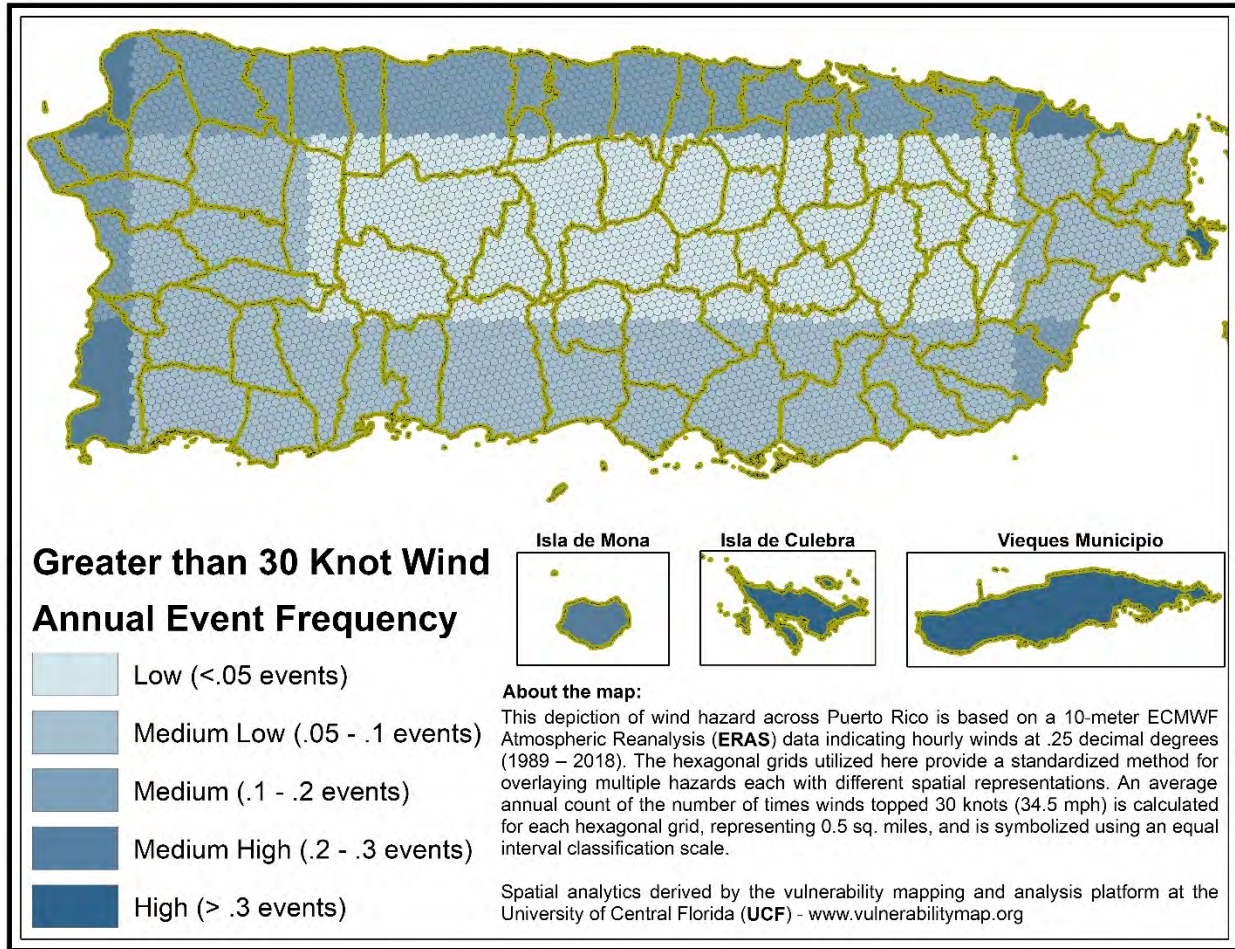 Isla de Mona
Isla de Culebra
Vieques Municipio
Greater than 30 Knot Wind
Annual Event Frequency
Low (<.05 events)
Medium Low (.05 - .1 events)
Medium (.1 - .2 events)
Medium High (.2 - .3 events)
High (> .3 events)
About the map:
This depiction of wind hazard across Puerto Rico is based on a 10-meter ECMWF
Atmospheric Reanalysis (ERAS) data indicating hourly winds at .25 decimal degrees
(1989 – 2018). The hexagonal grids utilized here provide a standardized method for
overlaying multiple hazards each with different spatial representations. An average
annual count of the number of times winds topped 30 knots (34.5 mph) is calculated
for each hexagonal grid, representing 0.5 sq. miles, and is symbolized using an equal
interval classification scale.
Spatial analytics derived by the vulnerability mapping and analysis platform at the
University of Central Florida (UCF) - www.vulnerabilitymap.org